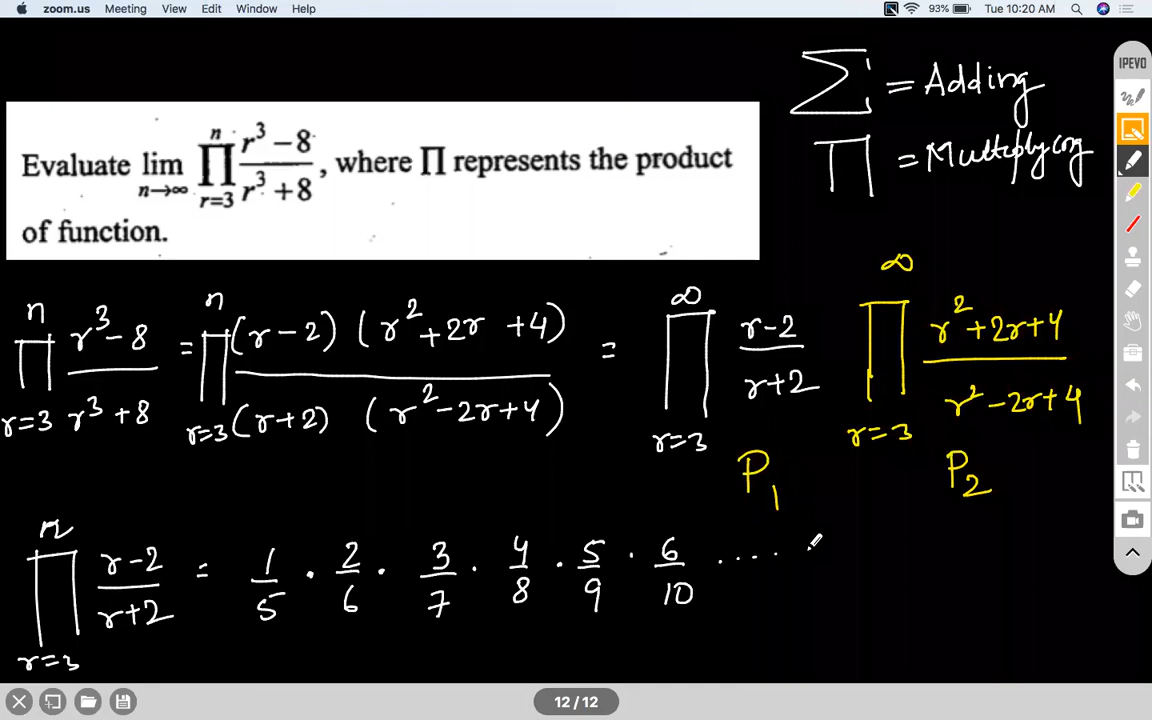 zoom.us Meeting View Edit Window Help 93% Tue 10:20 AM
IPEVO
Σ = Adding
Π = Multiplying
Evaluate lim n→∞ ∏ r=3 n r³ – 8 / r³ + 8 , where Π represents the product
of function.
n ∏ r=3 r³ – 8 / r³ + 8 = n ∏ r=3 (r – 2) (r² + 2r + 4) / (r + 2) (r² – 2r + 4) = ∞ ∏ r=3 r – 2 / r + 2 ∞ ∏ r=3 r² + 2r + 4 / r² – 2r + 4
P₁ P₂
n ∏ r=3 r – 2 / r + 2 = 1/5 · 2/6 · 3/7 · 4/8 · 5/9 · 6/10 · ....
12 / 12